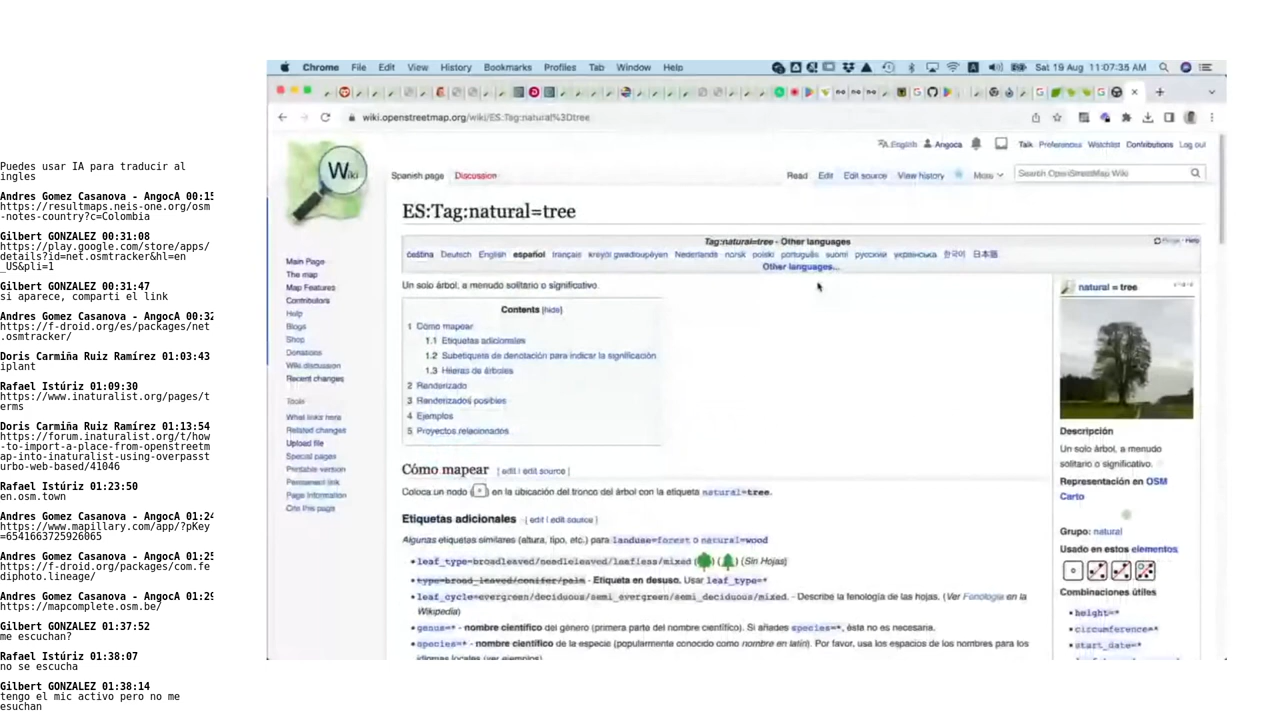 Puedes usar IA para traducir al
ingles
Andres Gomez Casanova - AngocA 00:15
https://resultmaps.neis-one.org/osm
-notes-country?c=Colombia
Gilbert GONZALEZ 00:31:08
https://play.google.com/store/apps/
details?id=net.osmtracker&hl=en
_US&pli=1
Gilbert GONZALEZ 00:31:47
si aparece, comparti el link
Andres Gomez Casanova - AngocA 00:32
https://f-droid.org/es/packages/net
.osmtracker/
Doris Carmiña Ruiz Ramírez 01:03:43
iplant
Rafael Istúriz 01:09:30
https://www.inaturalist.org/pages/t
erms
Doris Carmiña Ruiz Ramírez 01:13:54
https://forum.inaturalist.org/t/how
-to-import-a-place-from-openstreetm
ap-into-inaturalist-using-overpasst
urbo-web-based/41046
Rafael Istúriz 01:23:50
en.osm.town
Andres Gomez Casanova - AngocA 01:24
https://www.mapillary.com/app/?pKey
=6541663725926065
Andres Gomez Casanova - AngocA 01:25
https://f-droid.org/packages/com.fe
diphoto.lineage/
Andres Gomez Casanova - AngocA 01:29
https://mapcomplete.osm.be/
Gilbert GONZALEZ 01:37:52
me escuchan?
Rafael Istúriz 01:38:07
no se escucha
Gilbert GONZALEZ 01:38:14
tengo el mic activo pero no me
esuchan
Chrome File Edit View History Bookmarks Profiles Tab Window Help Sat 19 Aug 11:07:35 AM
wiki.openstreetmap.org/wiki/ES:Tag:natural%3Dtree
English Angoca Talk Preferences Watchlist Contributions Log out
Wiki
Spanish page Discussion Read Edit Edit source View history More Search OpenStreetMap Wiki
ES:Tag:natural=tree
Tag:natural=tree - Other languages
čeština Deutsch English español français kreyòl gwadloupéyen Nederlands norsk polski português suomi русский українська 한국어 日本語
Other languages...
Main Page
The map
Map Features
Contributors
Help
Blogs
Shop
Donations
Wiki discussion
Recent changes
Tools
What links here
Related changes
Upload file
Special pages
Printable version
Permanent link
Page information
Cite this page
Un solo árbol, a menudo solitario o significativo.
Contents [hide]
1 Cómo mapear
1.1 Etiquetas adicionales
1.2 Subetiqueta de denotación para indicar la significación
1.3 Hileras de árboles
2 Renderizado
3 Renderizados posibles
4 Ejemplos
5 Proyectos relacionados
Cómo mapear [ edit | edit source ]
Coloca un nodo ( ) en la ubicación del tronco del árbol con la etiqueta natural=tree.
Etiquetas adicionales [ edit | edit source ]
Algunas etiquetas similares (altura, tipo, etc.) para landuse=forest o natural=wood
• leaf_type=broadleaved/needleleaved/leafless/mixed ( ) ( ) (Sin Hojas)
• type=broad_leaved/conifer/palm - Etiqueta en desuso. Usar leaf_type=*
• leaf_cycle=evergreen/deciduous/semi_evergreen/semi_deciduous/mixed. - Describe la fenología de las hojas. (Ver Fenología en la
Wikipedia)
• genus=* - nombre científico del género (primera parte del nombre científico). Si añades species=*, ésta no es necesaria.
• species=* - nombre científico de la especie (popularmente conocido como nombre en latín). Por favor, usa los espacios de los nombres para los
idiomas locales (ver ejemplos)
natural = tree
Descripción
Un solo árbol, a menudo
solitario o significativo.
Representación en OSM
Carto
Grupo: natural
Usado en estos elementos
Combinaciones útiles
• height=*
• circumference=*
• start_date=*